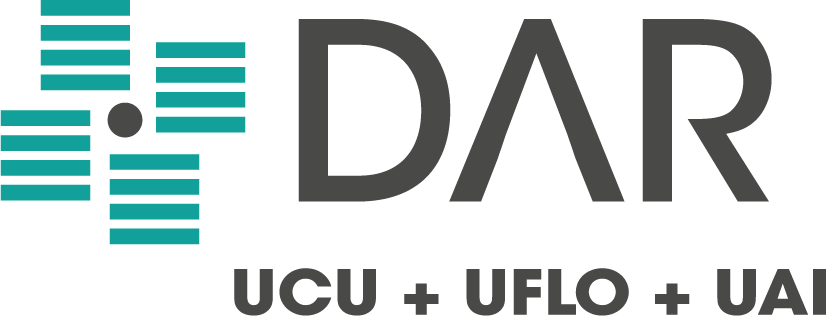 DAR
UCU + UFLO + UAI